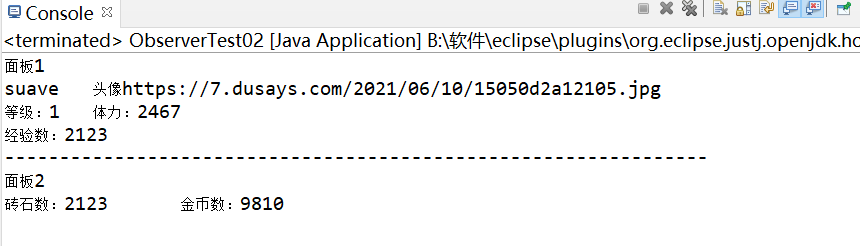 Console
<terminated> ObserverTest02 [Java Application] B:\软件\eclipse\plugins\org.eclipse.justj.openjdk.ho
面板1
suave 头像https://7.dusays.com/2021/06/10/15050d2a12105.jpg
等级：1 体力：2467
经验数：2123
----------------------------------------------------------------
面板2
砖石数：2123 金币数：9810